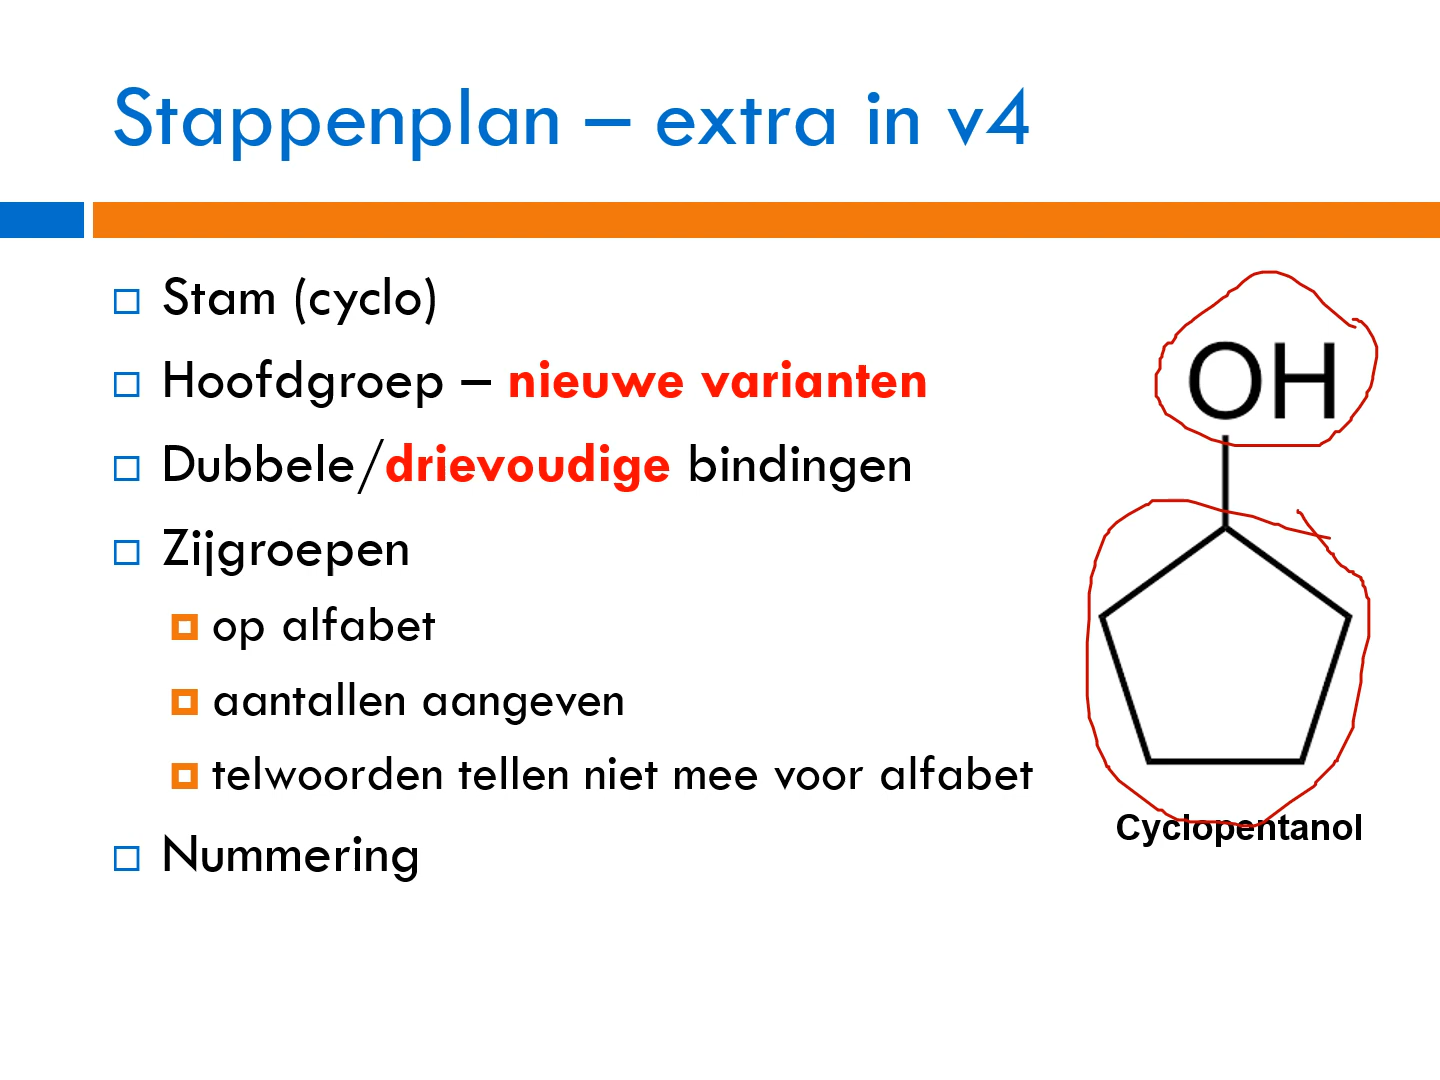 Stappenplan – extra in v4
Stam (cyclo)
Hoofdgroep – nieuwe varianten
Dubbele/drievoudige bindingen
Zijgroepen
op alfabet
aantallen aangeven
telwoorden tellen niet mee voor alfabet
Nummering
OH
Cyclopentanol